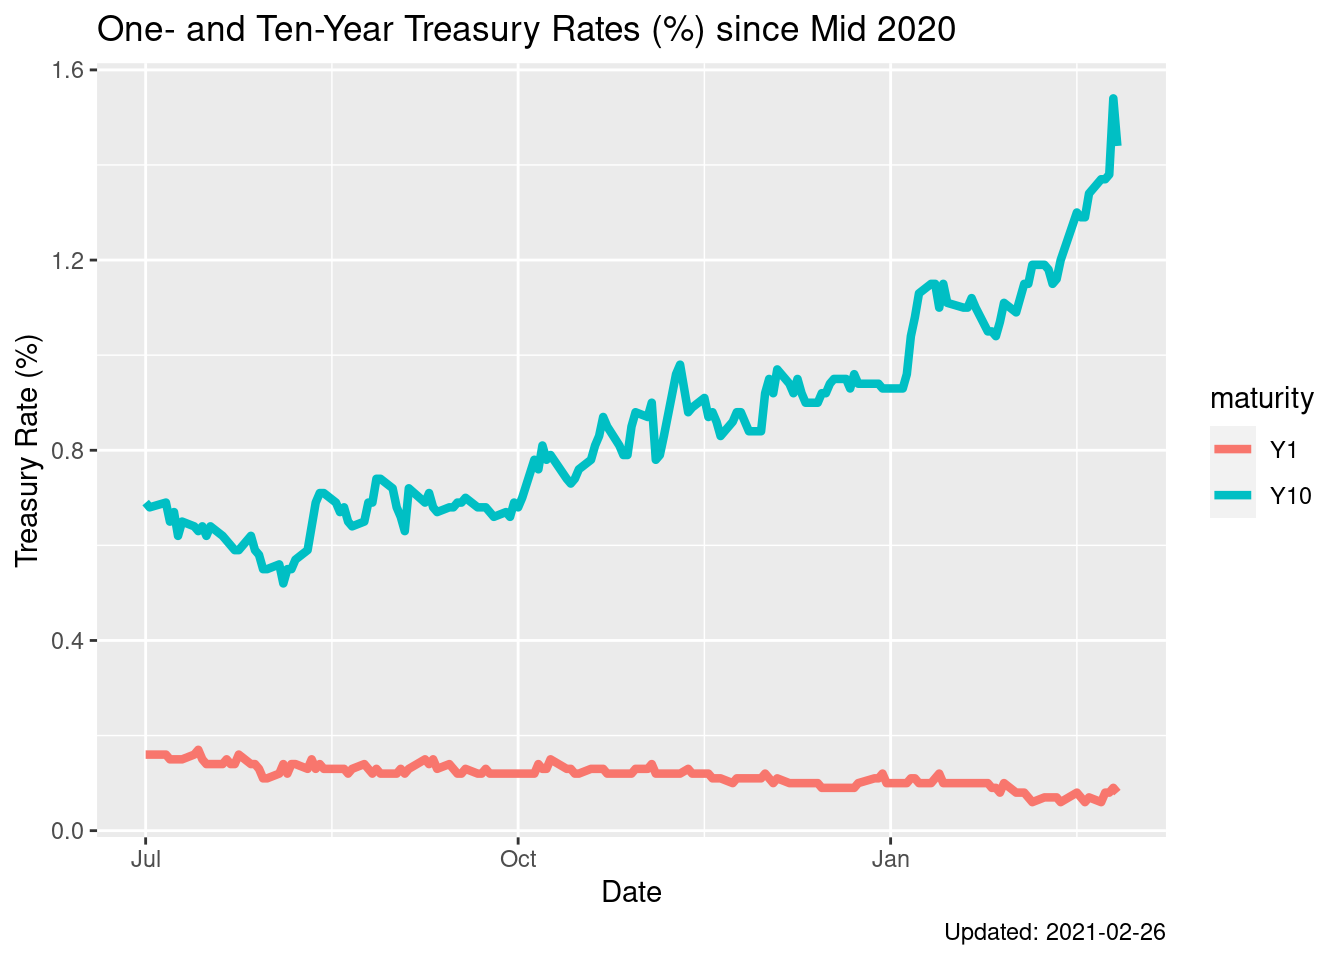 One- and Ten-Year Treasury Rates (%) since Mid 2020
1.6
1.2
0.8
0.4
0.0
Treasury Rate (%)
Jul Oct Jan
Date
maturity
Y1
Y10
Updated: 2021-02-26